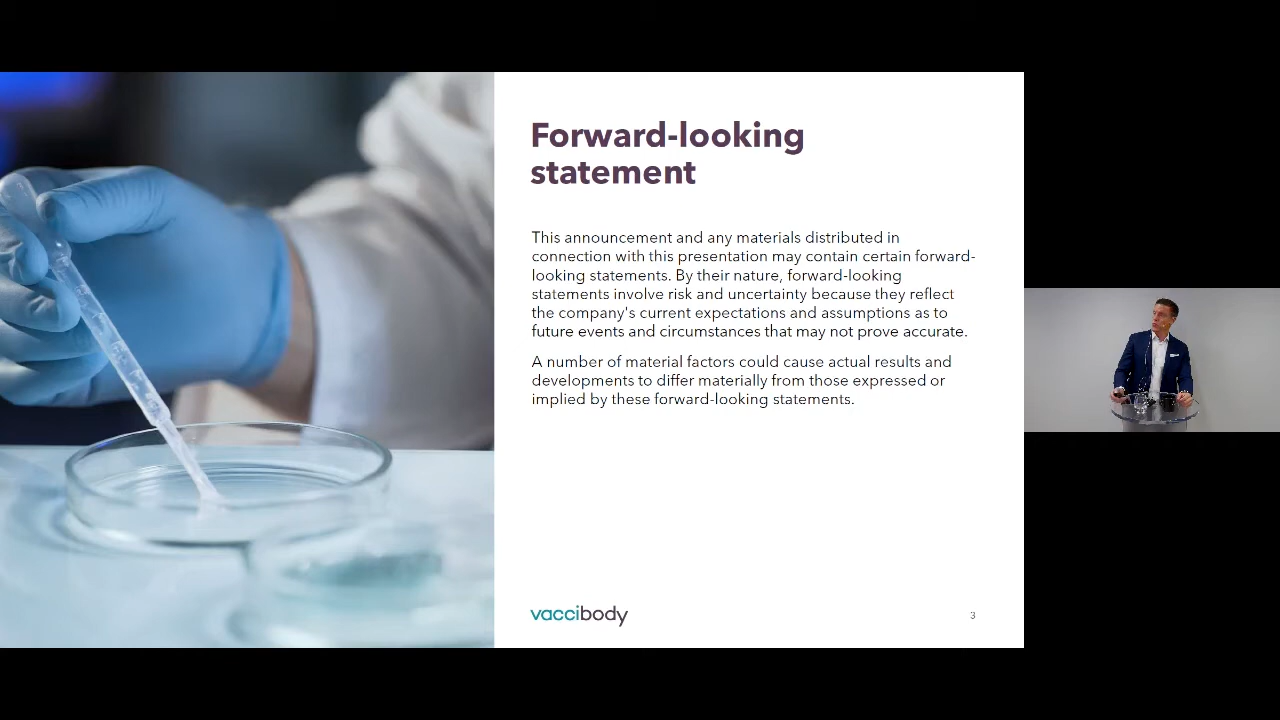 Forward-looking
statement
This announcement and any materials distributed in
connection with this presentation may contain certain forward-
looking statements. By their nature, forward-looking
statements involve risk and uncertainty because they reflect
the company's current expectations and assumptions as to
future events and circumstances that may not prove accurate.
A number of material factors could cause actual results and
developments to differ materially from those expressed or
implied by these forward-looking statements.
vaccibody
3